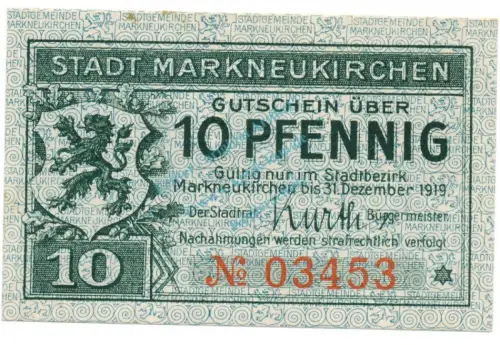 STADT MARKNEUKIRCHEN
GUTSCHEIN ÜBER
10 PFENNIG
Gültig nur im Stadtbezirk
Markneukirchen bis 31. Dezember 1919.
Der Stadtrat Kurth Bürgermeister
Nachahmungen werden strafrechtlich verfolgt
10
№ 03453